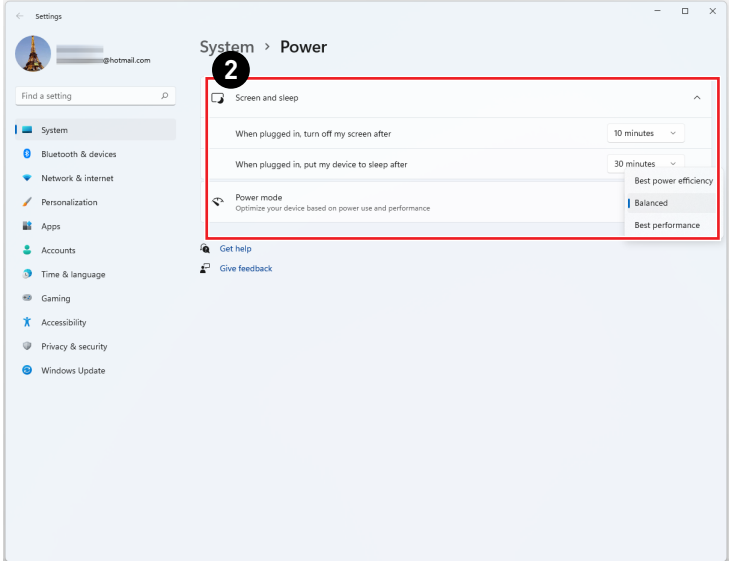 Settings
@hotmail.com
Find a setting
System
Bluetooth & devices
Network & internet
Personalization
Apps
Accounts
Time & language
Gaming
Accessibility
Privacy & security
Windows Update
System > Power
2
Screen and sleep
When plugged in, turn off my screen after
10 minutes
When plugged in, put my device to sleep after
30 minutes
Power mode
Optimize your device based on power use and performance
Best power efficiency
Balanced
Best performance
Get help
Give feedback